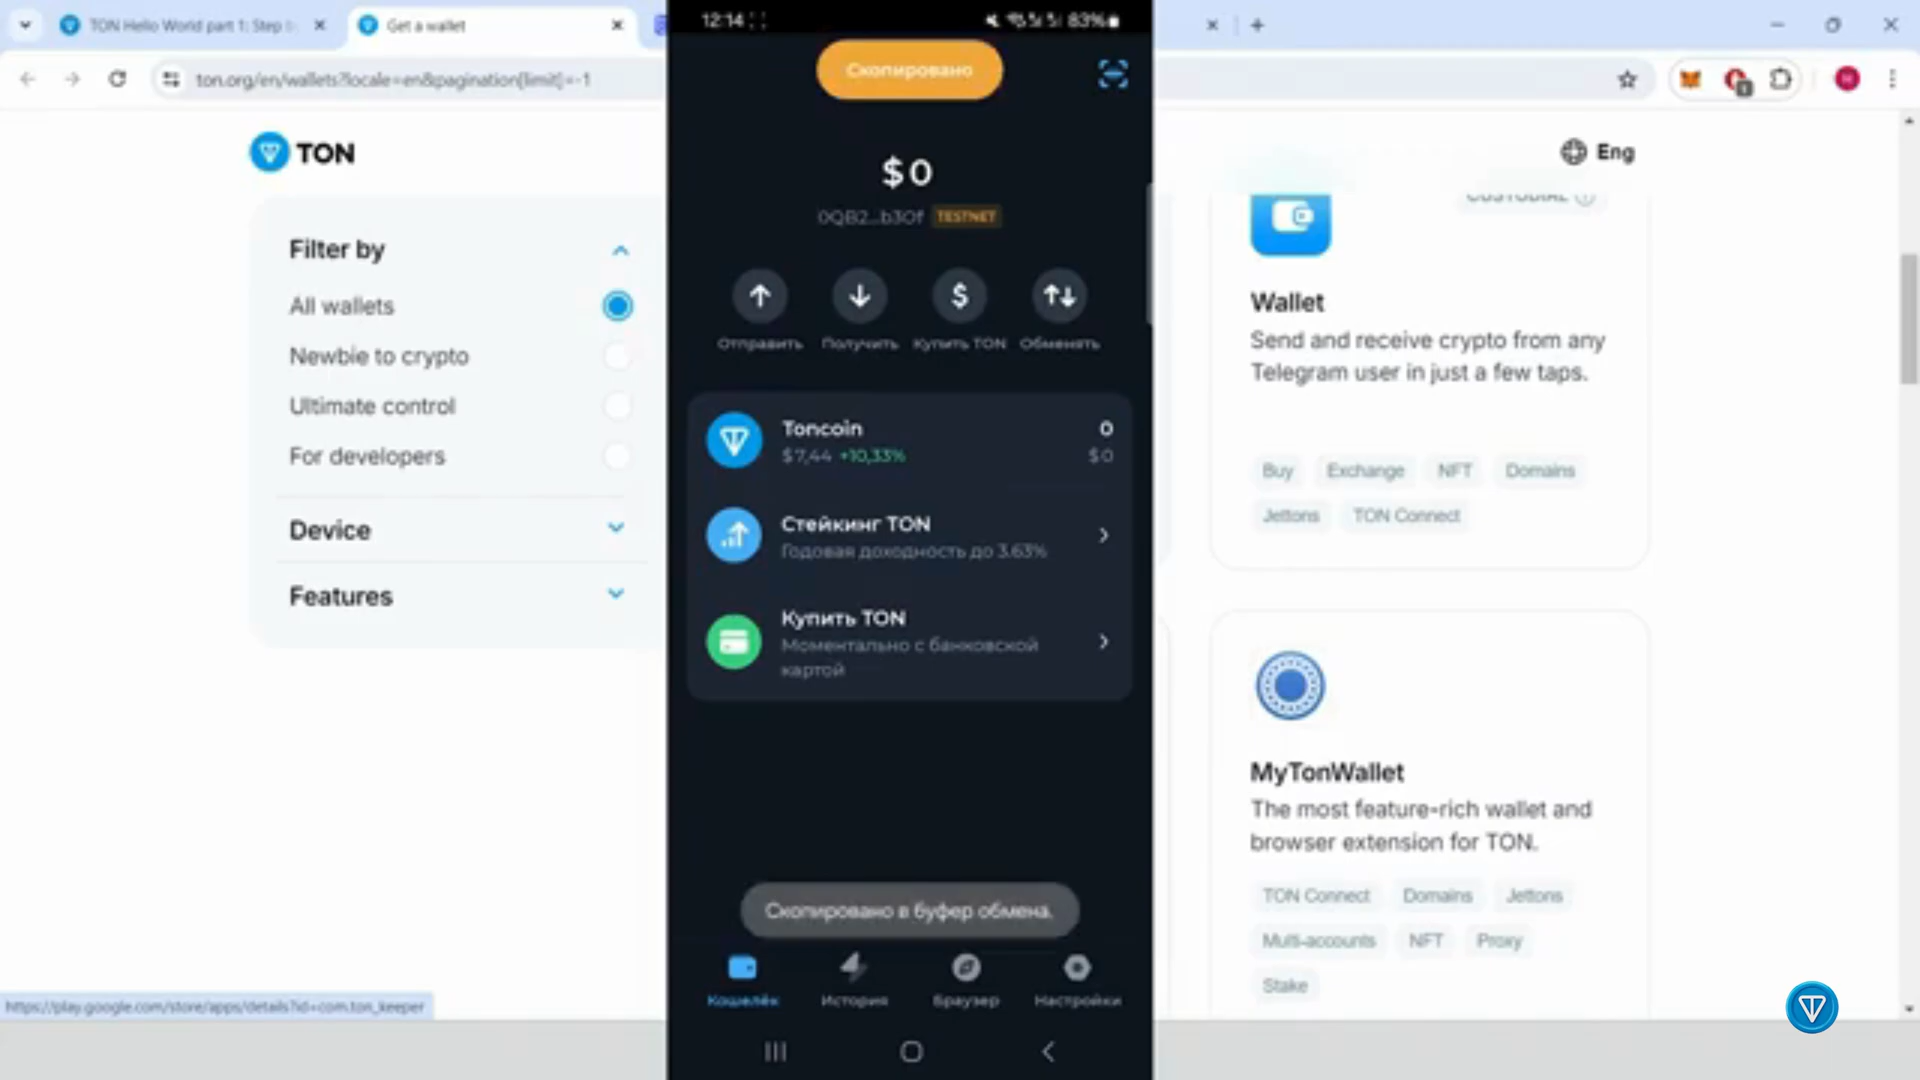 TON Hello World part 1: Step b
Get a wallet
ton.org/en/wallets?locale=en&pagination[limit]=-1
TON
Eng
Filter by
All wallets
Newbie to crypto
Ultimate control
For developers
Device
Features
https://play.google.com/store/apps/details?id=com.ton_keeper
12:14
83%
Скопировано
$0
0QB2...b3Of TESTNET
Отправить
Получить
Купить TON
Обменять
Toncoin
0
$7,44 +10,33%
$0
Стейкинг TON
Годовая доходность до 3.63%
Купить TON
Моментально с банковской
картой
Скопировано в буфер обмена.
Кошелёк
История
Браузер
Настройки
CUSTODIAL
Wallet
Send and receive crypto from any
Telegram user in just a few taps.
Buy
Exchange
NFT
Domains
Jettons
TON Connect
MyTonWallet
The most feature-rich wallet and
browser extension for TON.
TON Connect
Domains
Jettons
Multi-accounts
NFT
Proxy
Stake